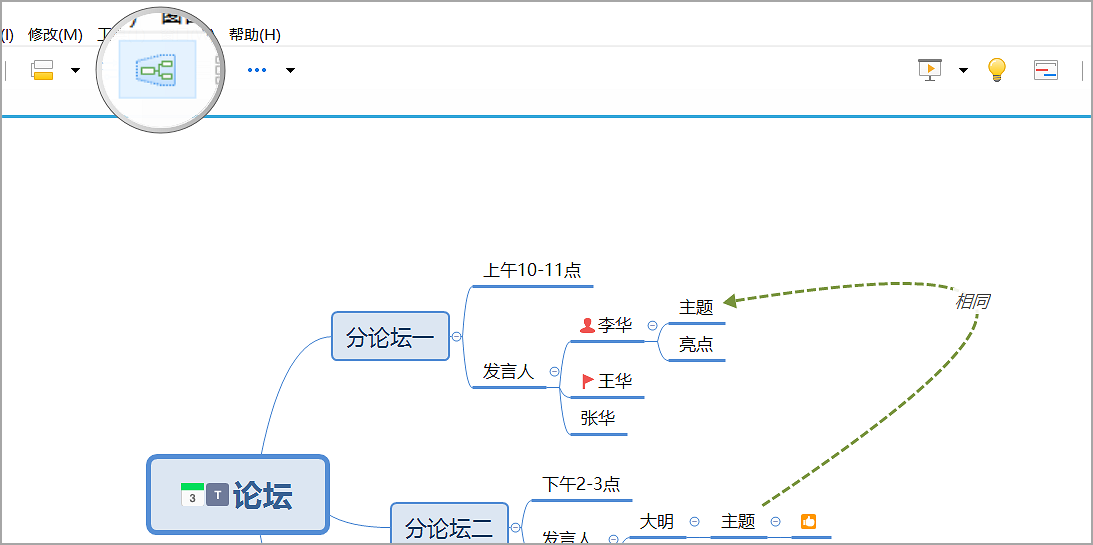 (I) 修改(M) 工 帮助(H)
上午10-11点
相同
主题
李华
分论坛一
亮点
发言人
王华
张华
下午2-3点
3 T 论坛
大明 主题
分论坛二
发言人